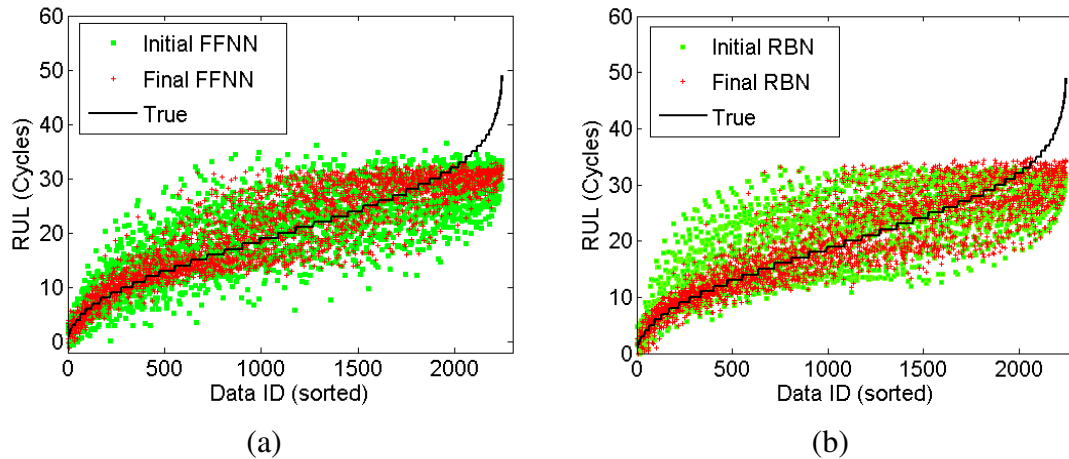 60
50
40
30
20
10
0
RUL (Cycles)
Initial FFNN
Final FFNN
True
0 500 1000 1500 2000
Data ID (sorted)
(a)
60
50
40
30
20
10
0
RUL (Cycles)
Initial RBN
Final RBN
True
0 500 1000 1500 2000
Data ID (sorted)
(b)